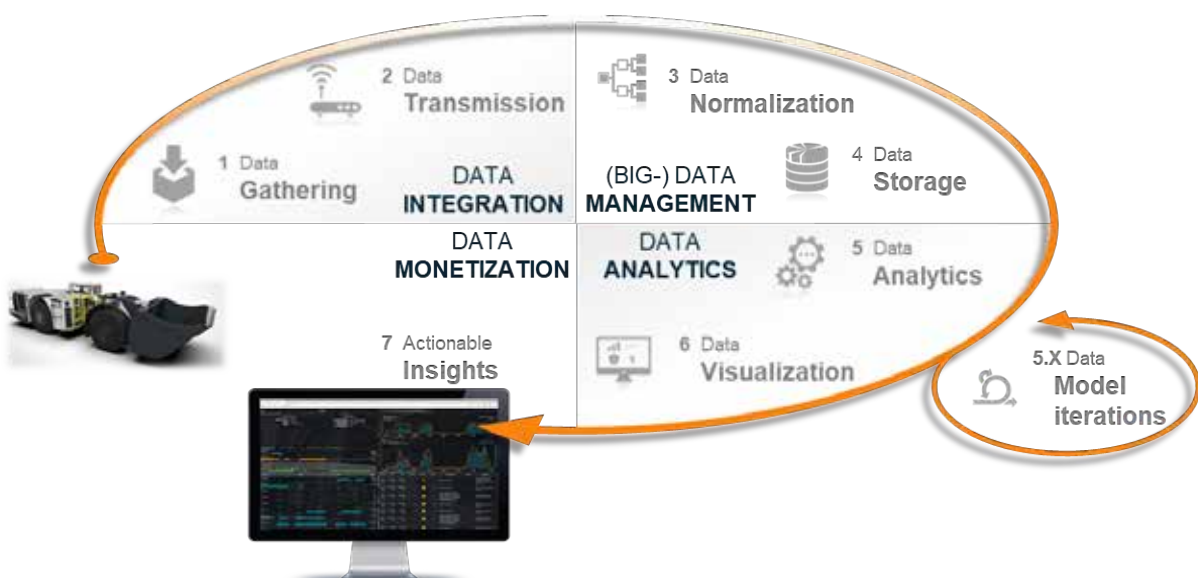 2 Data
Transmission
1 Data
Gathering
DATA
INTEGRATION
3 Data
Normalization
4 Data
Storage
(BIG-) DATA
MANAGEMENT
DATA
MONETIZATION
DATA
ANALYTICS
5 Data
Analytics
6 Data
Visualization
5.X Data
Model
iterations
7 Actionable
Insights